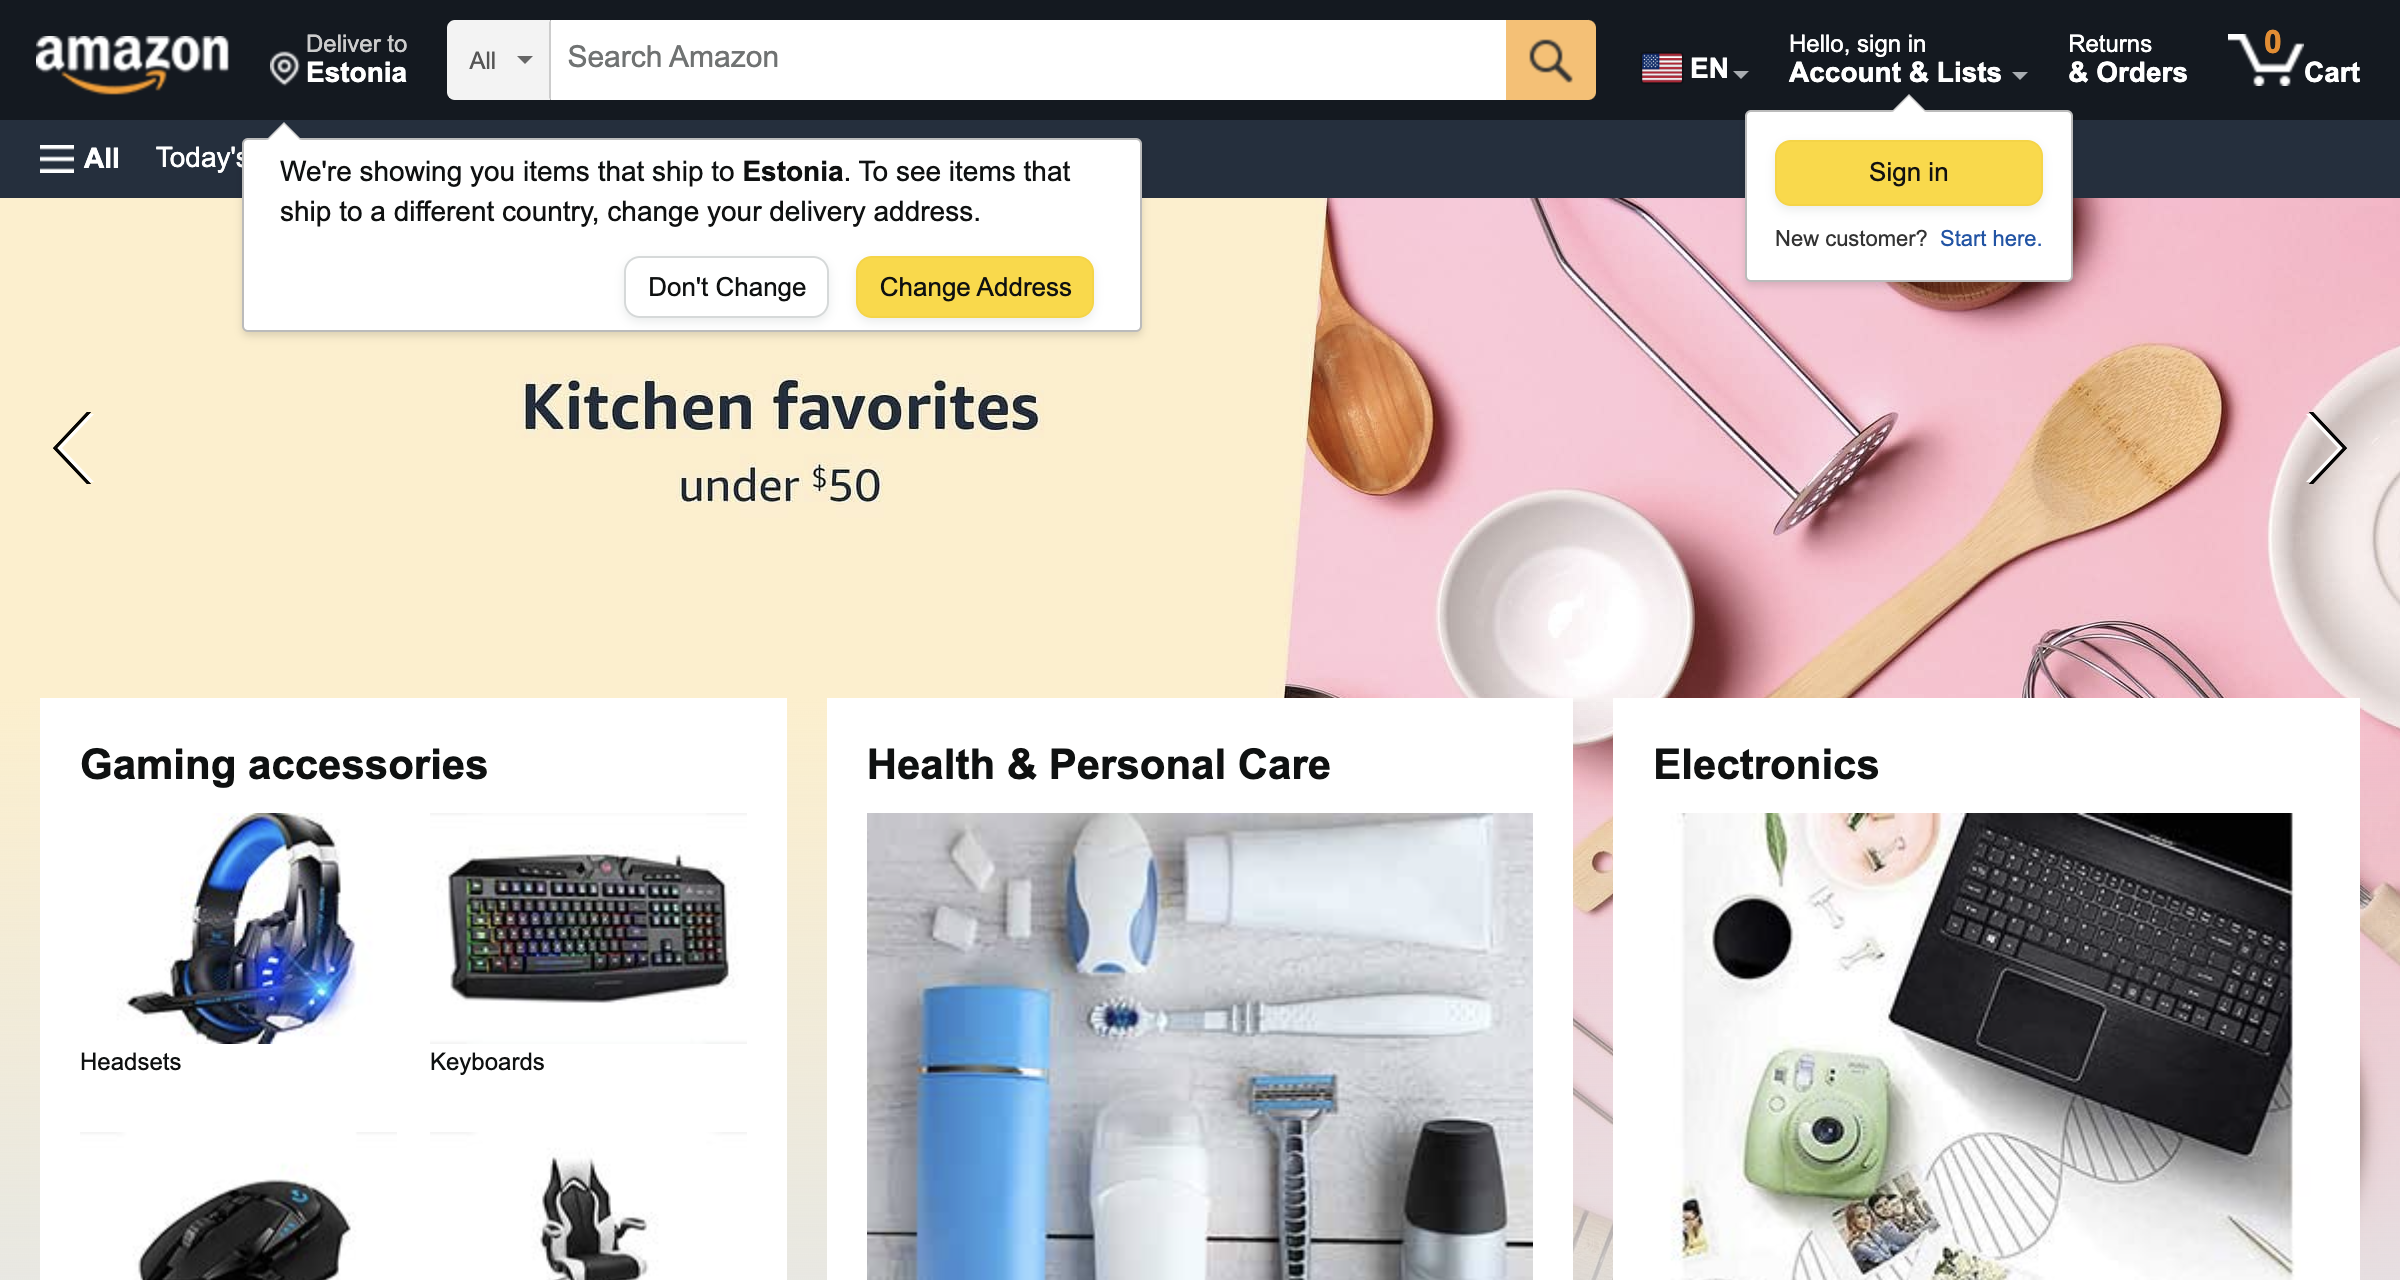 amazon
Deliver to
Estonia
All
Search Amazon
EN
Hello, sign in
Account & Lists
Returns
& Orders
0
Cart
All
Today's
We're showing you items that ship to Estonia. To see items that
ship to a different country, change your delivery address.
Don't Change
Change Address
Sign in
New customer? Start here.
Kitchen favorites
under $50
Gaming accessories
Headsets
Keyboards
Health & Personal Care
Electronics